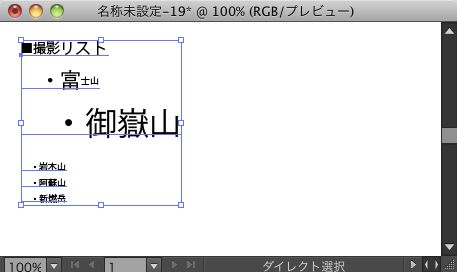 名称未設定-19* @ 100% (RGB/プレビュー)
■撮影リスト
・富士山
・御嶽山
・岩木山
・阿蘇山
・新燃岳
100% 1 ダイレクト選択